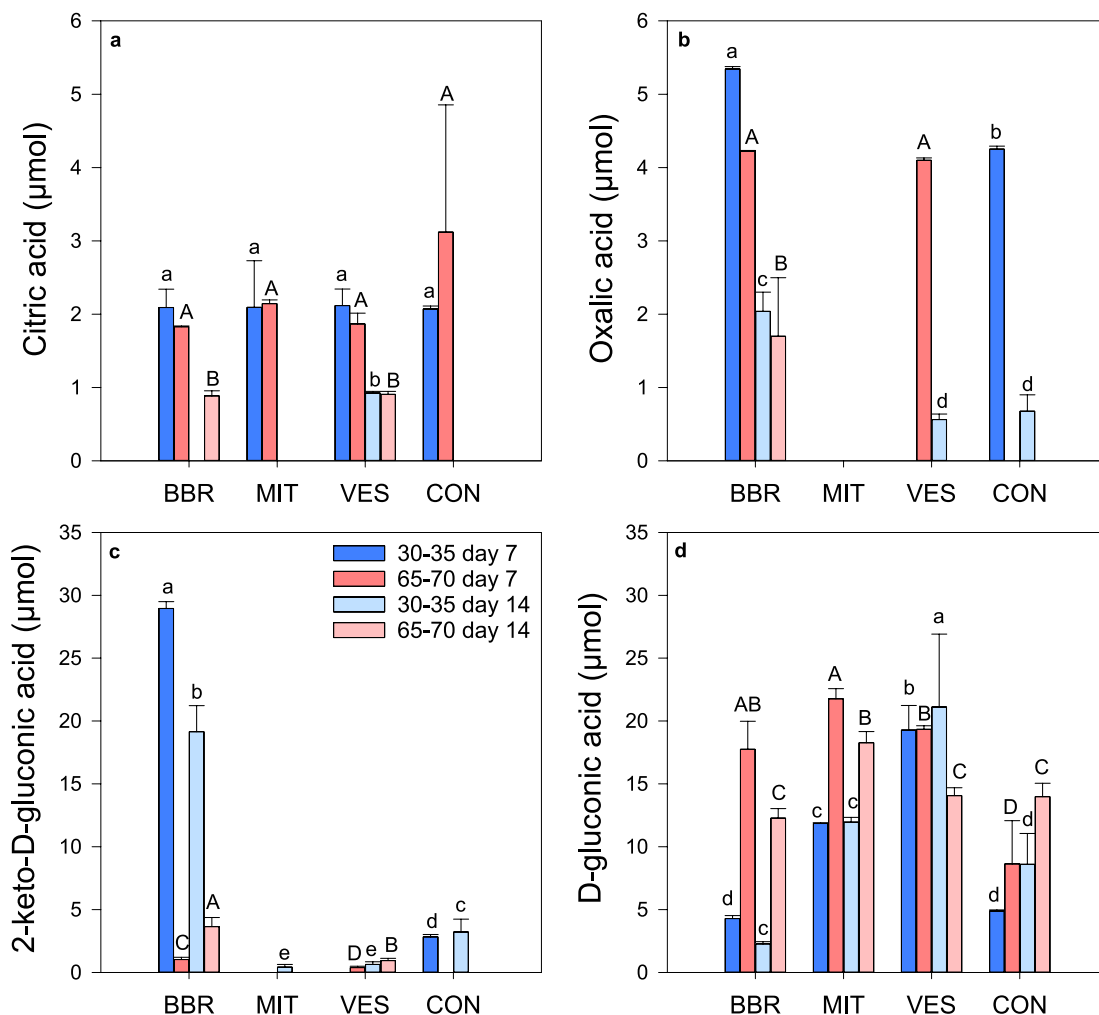 a
Citric acid (µmol)
6
5
4
3
2
1
0
a
A
B
a
A
a
A
b
B
a
A
BBR MIT VES CON
b
Oxalic acid (µmol)
6
5
4
3
2
1
0
a
A
c
B
A
d
b
d
BBR MIT VES CON
c
2-keto-D-gluconic acid (µmol)
35
30
25
20
15
10
5
0
30-35 day 7
65-70 day 7
30-35 day 14
65-70 day 14
a
C
b
A
e
D
e
B
d
c
BBR MIT VES CON
d
D-gluconic acid (µmol)
35
30
25
20
15
10
5
0
d
AB
c
C
c
A
c
B
b
B
a
C
d
D
d
C
BBR MIT VES CON